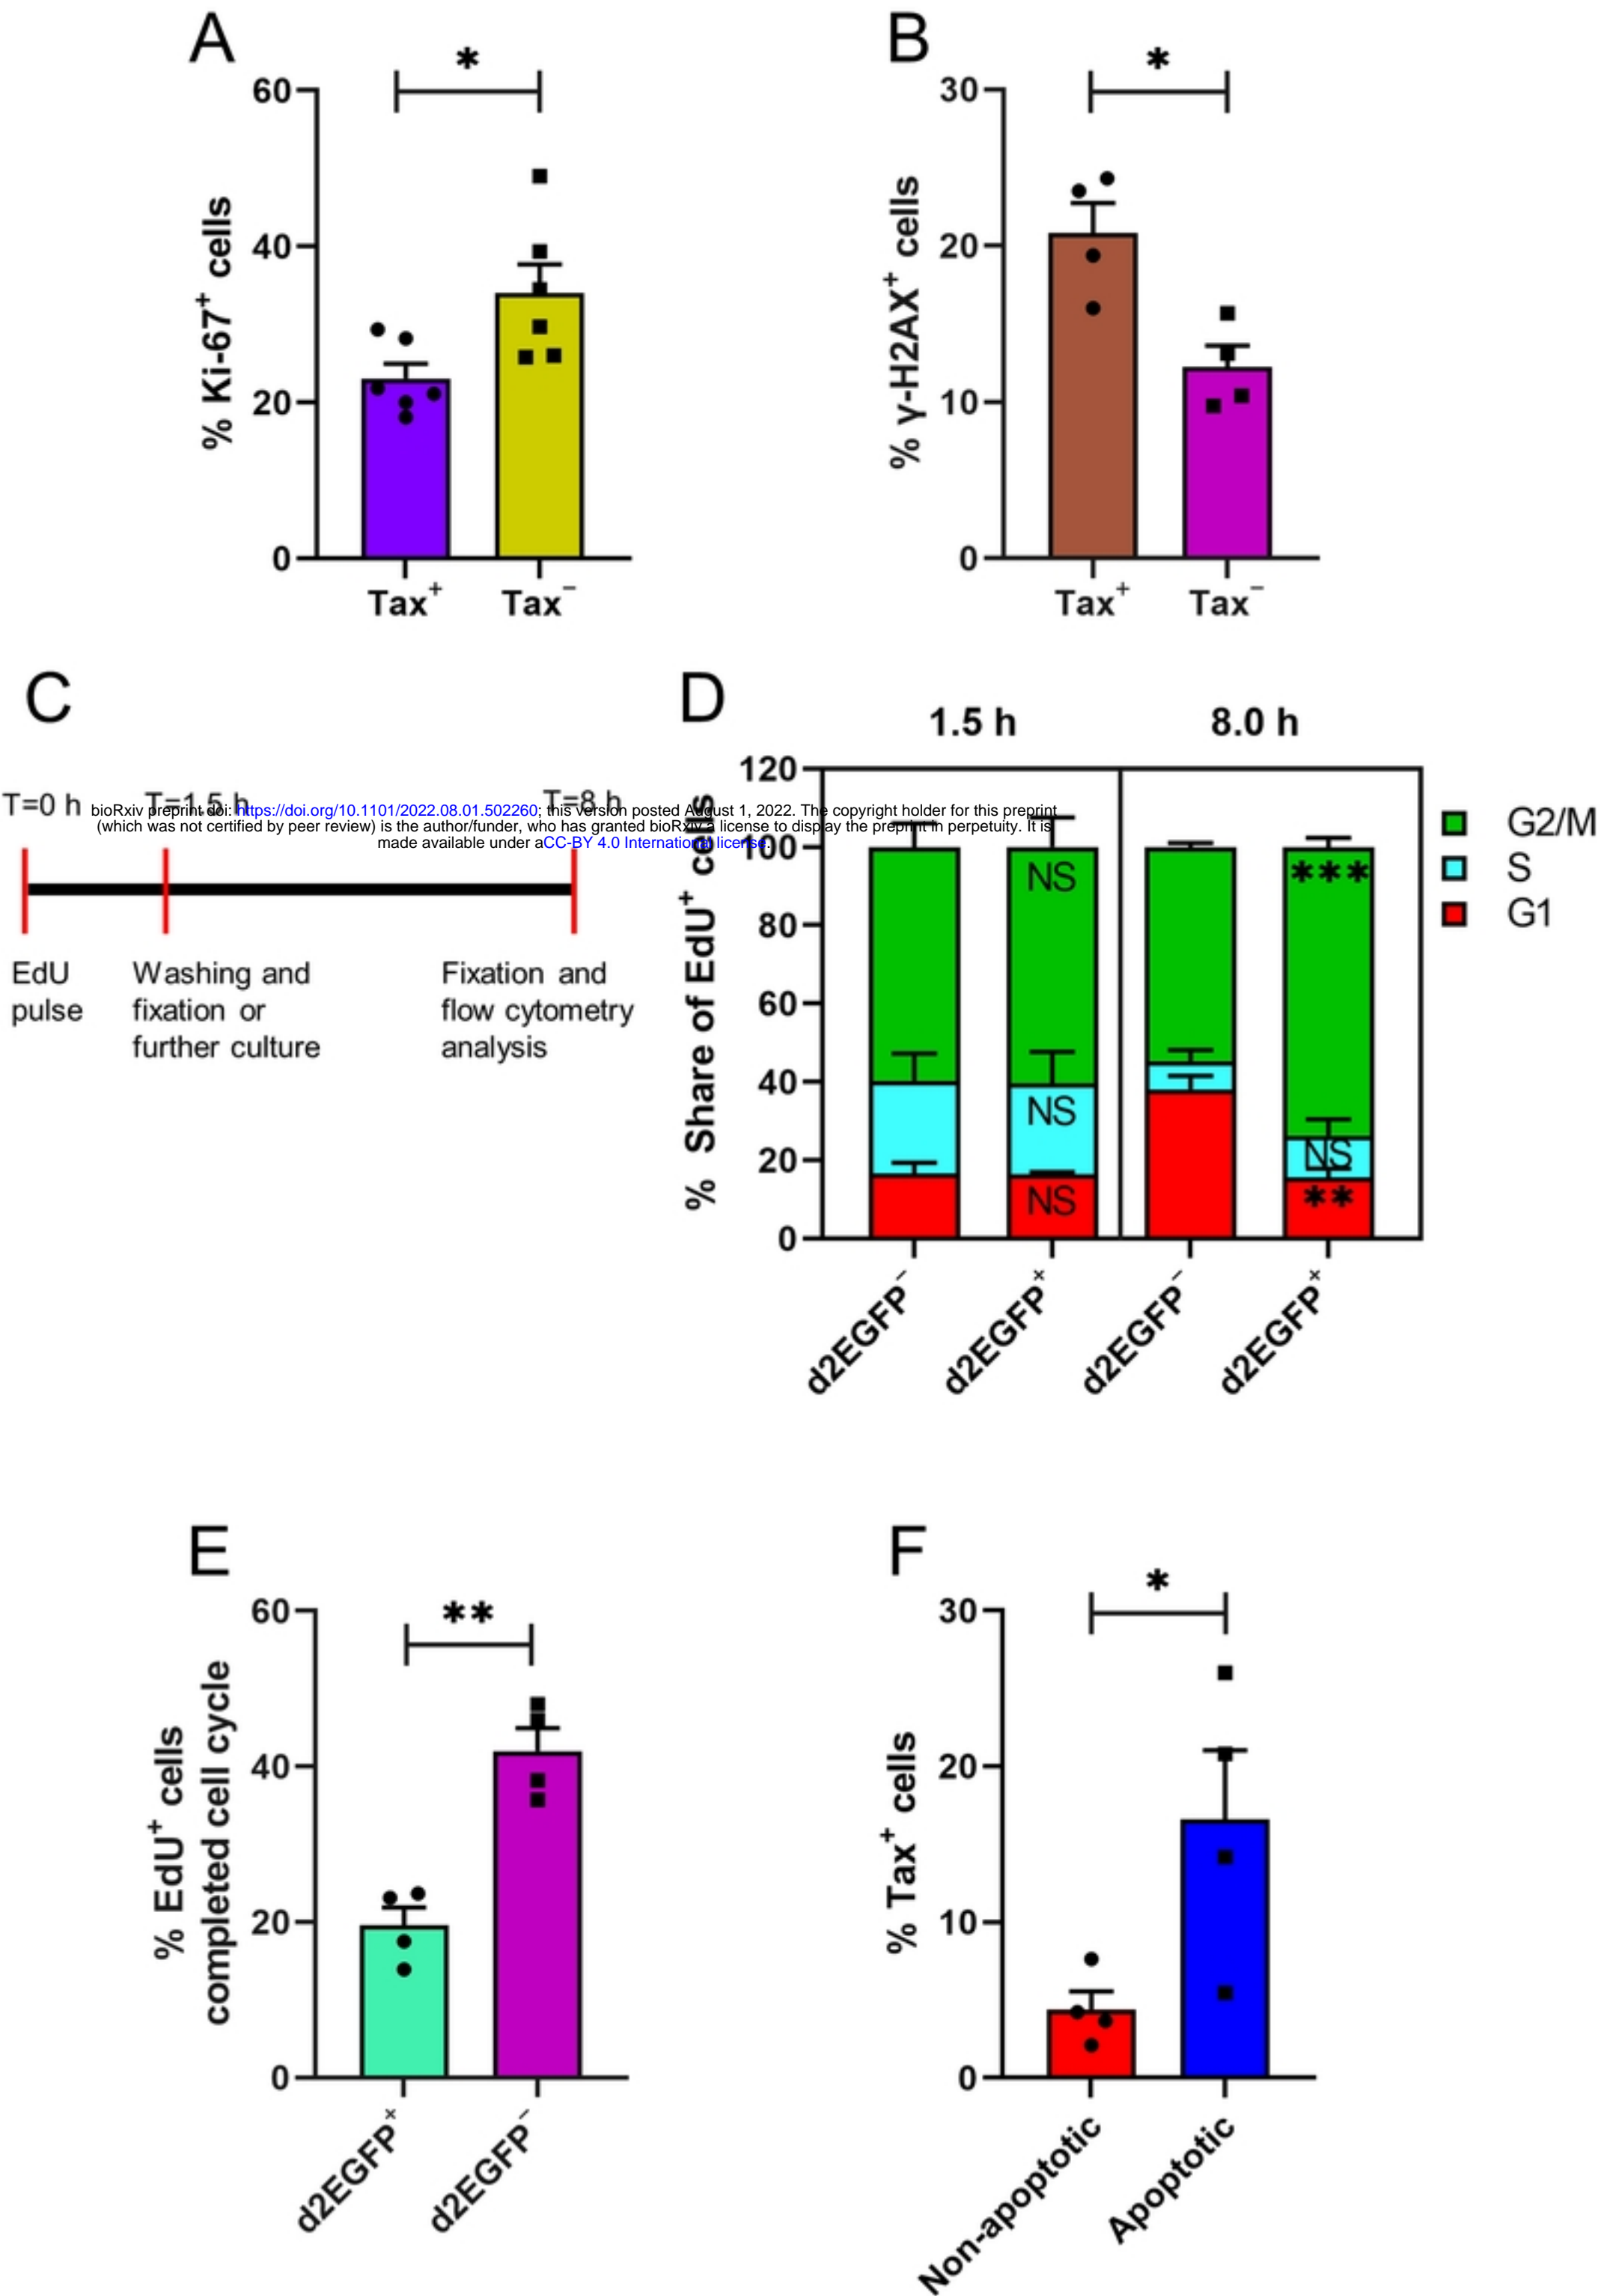 A
*
60
40
20
0
% Ki-67+ cells
Tax+ Tax−
B
*
30
20
10
0
% γ-H2AX+ cells
Tax+ Tax−
C
T=0 h T=1.5 h T=8 h
bioRxiv preprint doi: https://doi.org/10.1101/2022.08.01.502260; this version posted August 1, 2022. The copyright holder for this preprint
(which was not certified by peer review) is the author/funder, who has granted bioRxiv a license to display the preprint in perpetuity. It is
made available under aCC-BY 4.0 International license.
EdU
pulse
Washing and
fixation or
further culture
Fixation and
flow cytometry
analysis
D
1.5 h 8.0 h
120
100
80
60
40
20
0
% Share of EdU+ cells
NS
NS
NS
***
NS
**
d2EGFP−
d2EGFP+
d2EGFP−
d2EGFP+
G2/M
S
G1
E
**
60
40
20
0
% EdU+ cells
completed cell cycle
d2EGFP+
d2EGFP−
F
*
30
20
10
0
% Tax+ cells
Non-apoptotic
Apoptotic